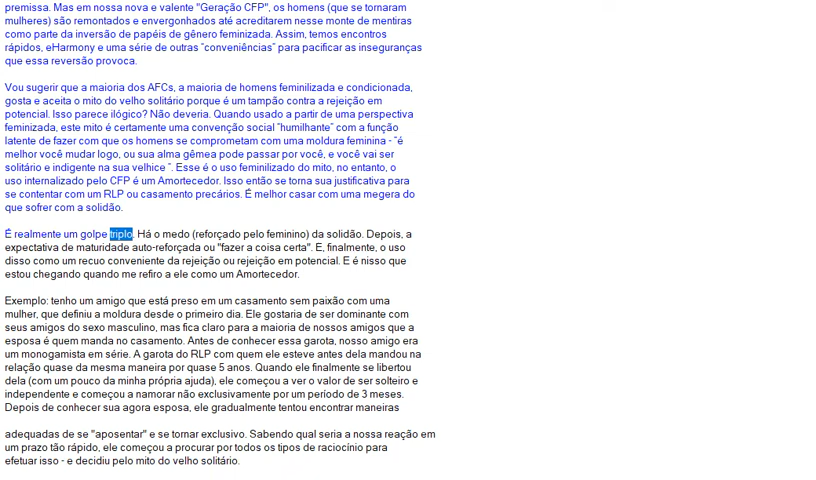 premissa. Mas em nossa nova e valente "Geração CFP", os homens (que se tornaram
mulheres) são remontados e envergonhados até acreditarem nesse monte de mentiras
como parte da inversão de papéis de gênero feminizada. Assim, temos encontros
rápidos, eHarmony e uma série de outras "conveniências" para pacificar as inseguranças
que essa reversão provoca.
Vou sugerir que a maioria dos AFCs, a maioria de homens feminilizada e condicionada,
gosta e aceita o mito do velho solitário porque é um tampão contra a rejeição em
potencial. Isso parece ilógico? Não deveria. Quando usado a partir de uma perspectiva
feminizada, este mito é certamente uma convenção social "humilhante" com a função
latente de fazer com que os homens se comprometam com uma moldura feminina - "é
melhor você mudar logo, ou sua alma gêmea pode passar por você, e você vai ser
solitário e indigente na sua velhice ". Esse é o uso feminilizado do mito, no entanto, o
uso internalizado pelo CFP é um Amortecedor. Isso então se torna sua justificativa para
se contentar com um RLP ou casamento precários. É melhor casar com uma megera do
que sofrer com a solidão.
É realmente um golpe triplo. Há o medo (reforçado pelo feminino) da solidão. Depois, a
expectativa de maturidade auto-reforçada ou "fazer a coisa certa". E, finalmente, o uso
disso como um recuo conveniente da rejeição ou rejeição em potencial. E é nisso que
estou chegando quando me refiro a ele como um Amortecedor.
Exemplo: tenho um amigo que está preso em um casamento sem paixão com uma
mulher, que definiu a moldura desde o primeiro dia. Ele gostaria de ser dominante com
seus amigos do sexo masculino, mas fica claro para a maioria de nossos amigos que a
esposa é quem manda no casamento. Antes de conhecer essa garota, nosso amigo era
um monogamista em série. A garota do RLP com quem ele esteve antes dela mandou na
relação quase da mesma maneira por quase 5 anos. Quando ele finalmente se libertou
dela (com um pouco da minha própria ajuda), ele começou a ver o valor de ser solteiro e
independente e começou a namorar não exclusivamente por um período de 3 meses.
Depois de conhecer sua agora esposa, ele gradualmente tentou encontrar maneiras
adequadas de se "aposentar" e se tornar exclusivo. Sabendo qual seria a nossa reação em
um prazo tão rápido, ele começou a procurar por todos os tipos de raciocínio para
efetuar isso - e decidiu pelo mito do velho solitário.